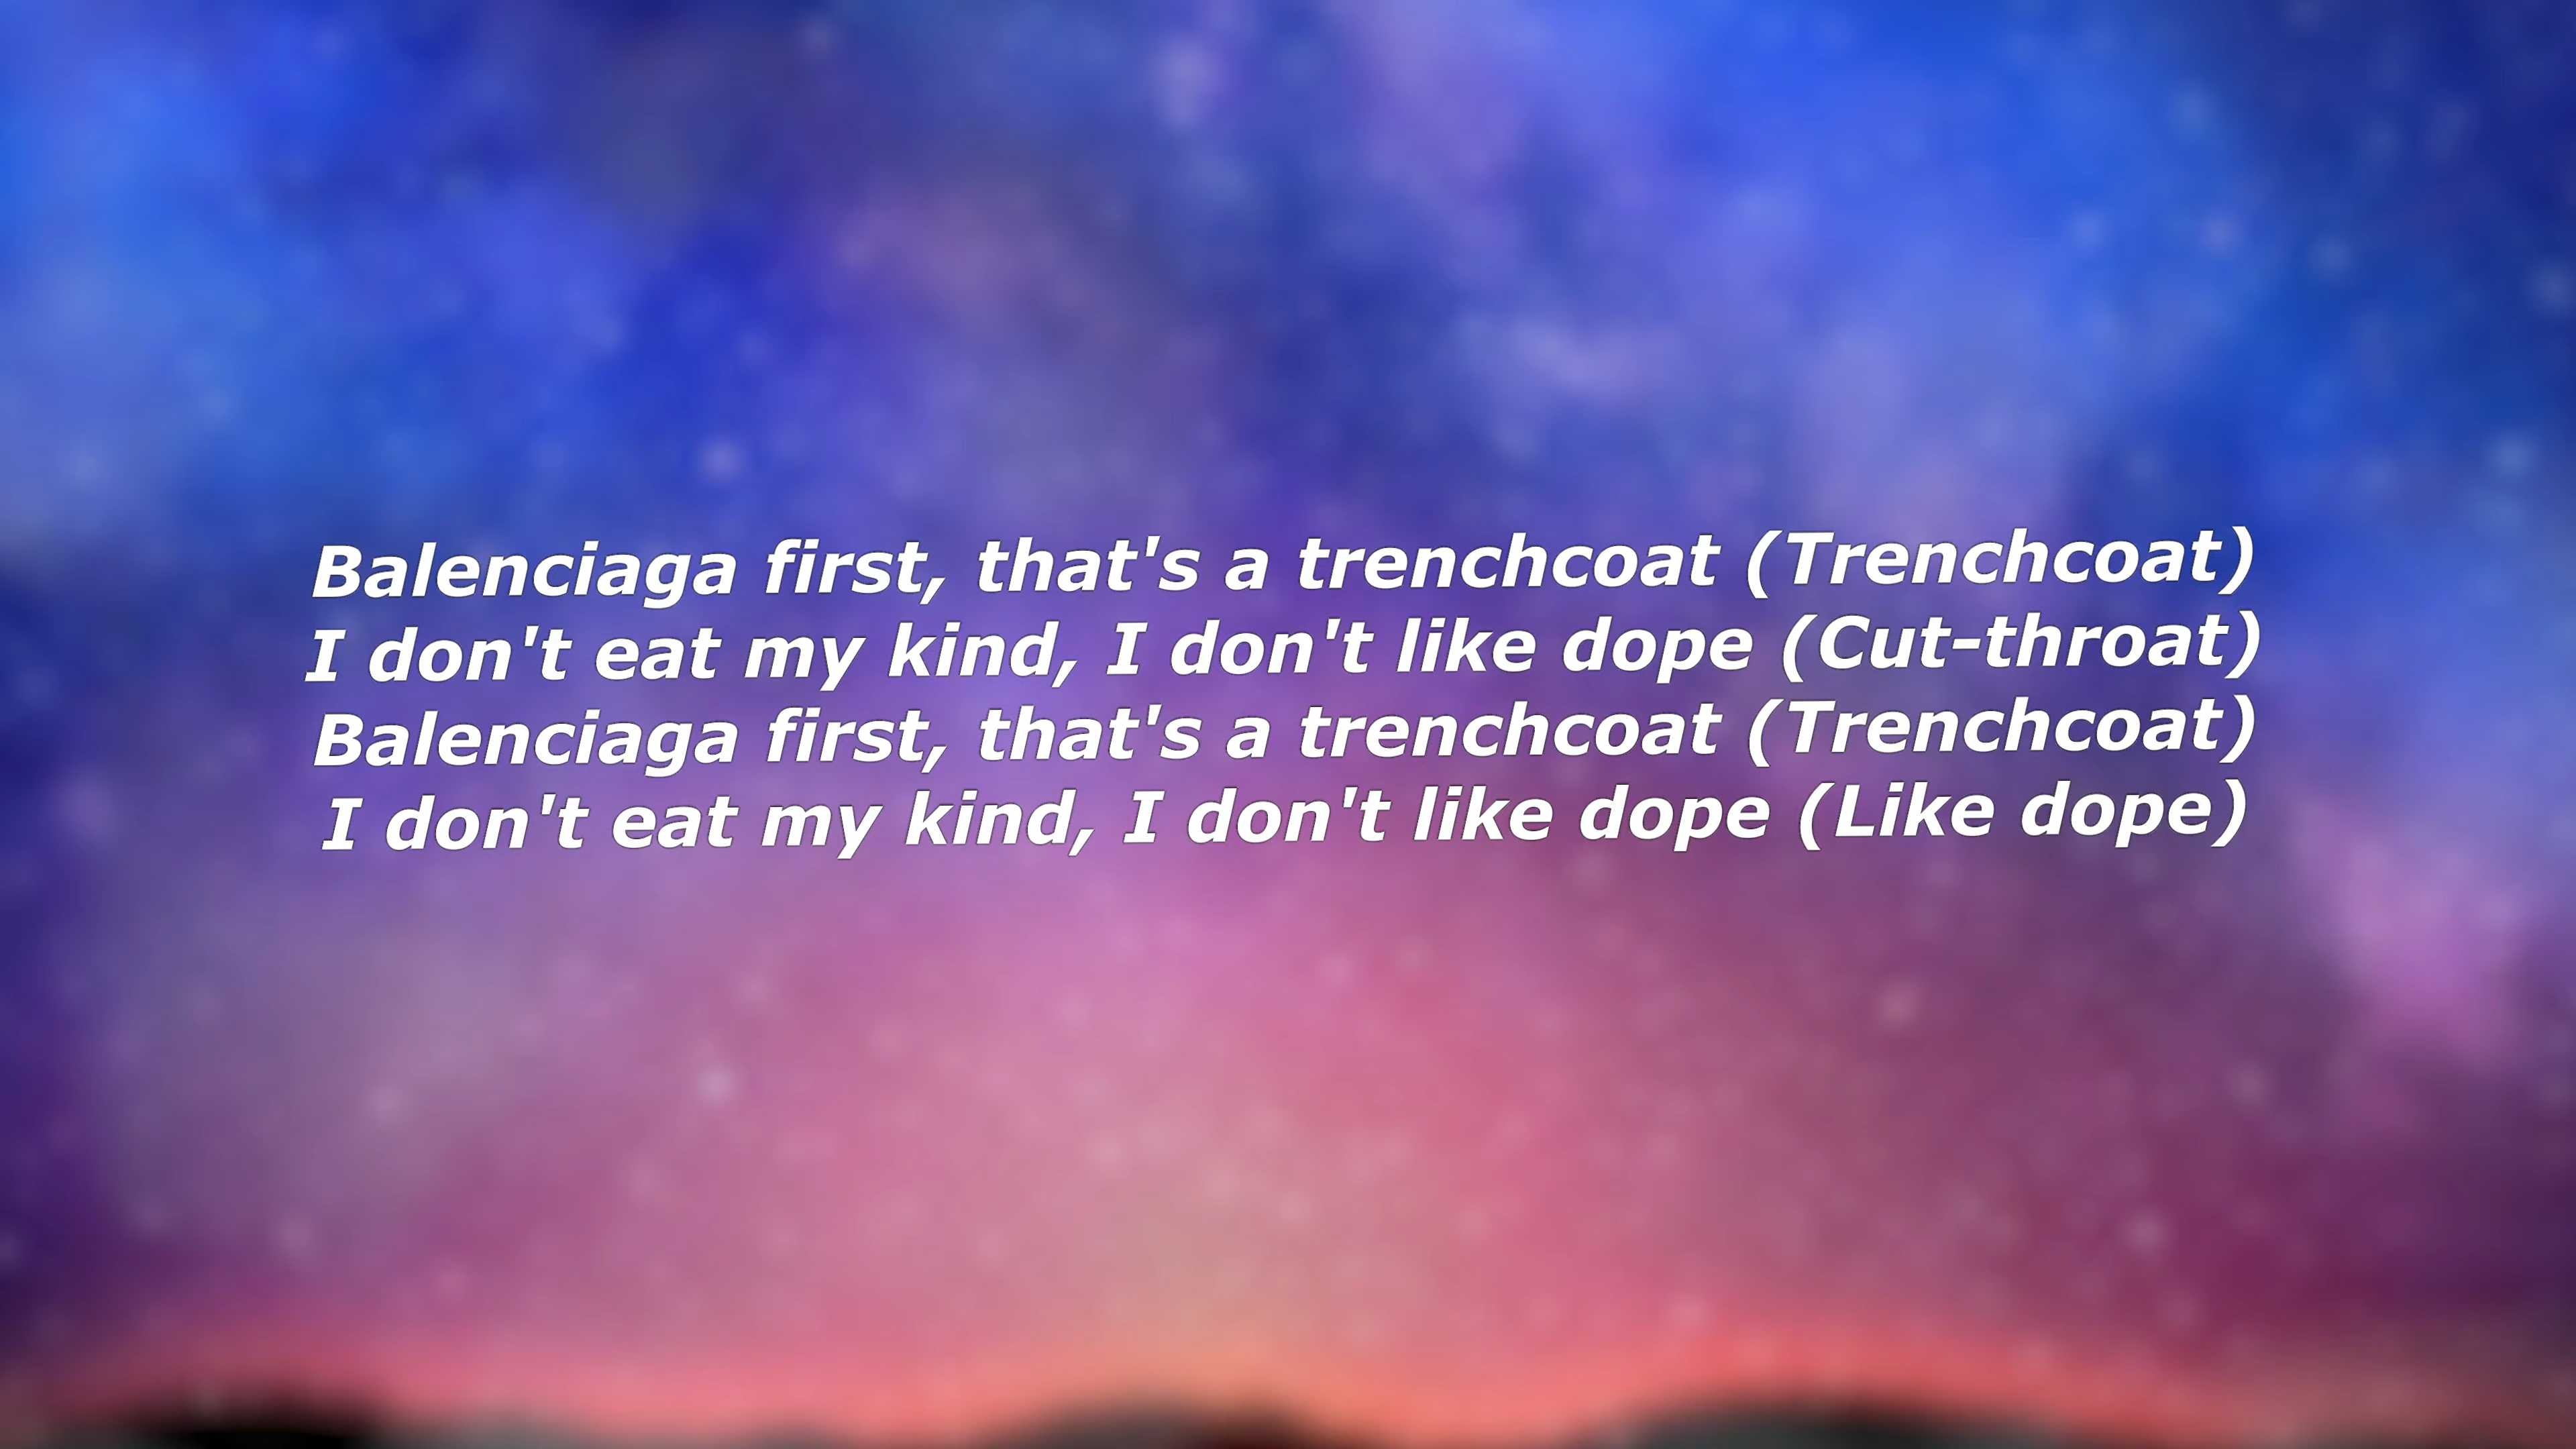 Balenciaga first, that's a trenchcoat (Trenchcoat)
I don't eat my kind, I don't like dope (Cut-throat)
Balenciaga first, that's a trenchcoat (Trenchcoat)
I don't eat my kind, I don't like dope (Like dope)